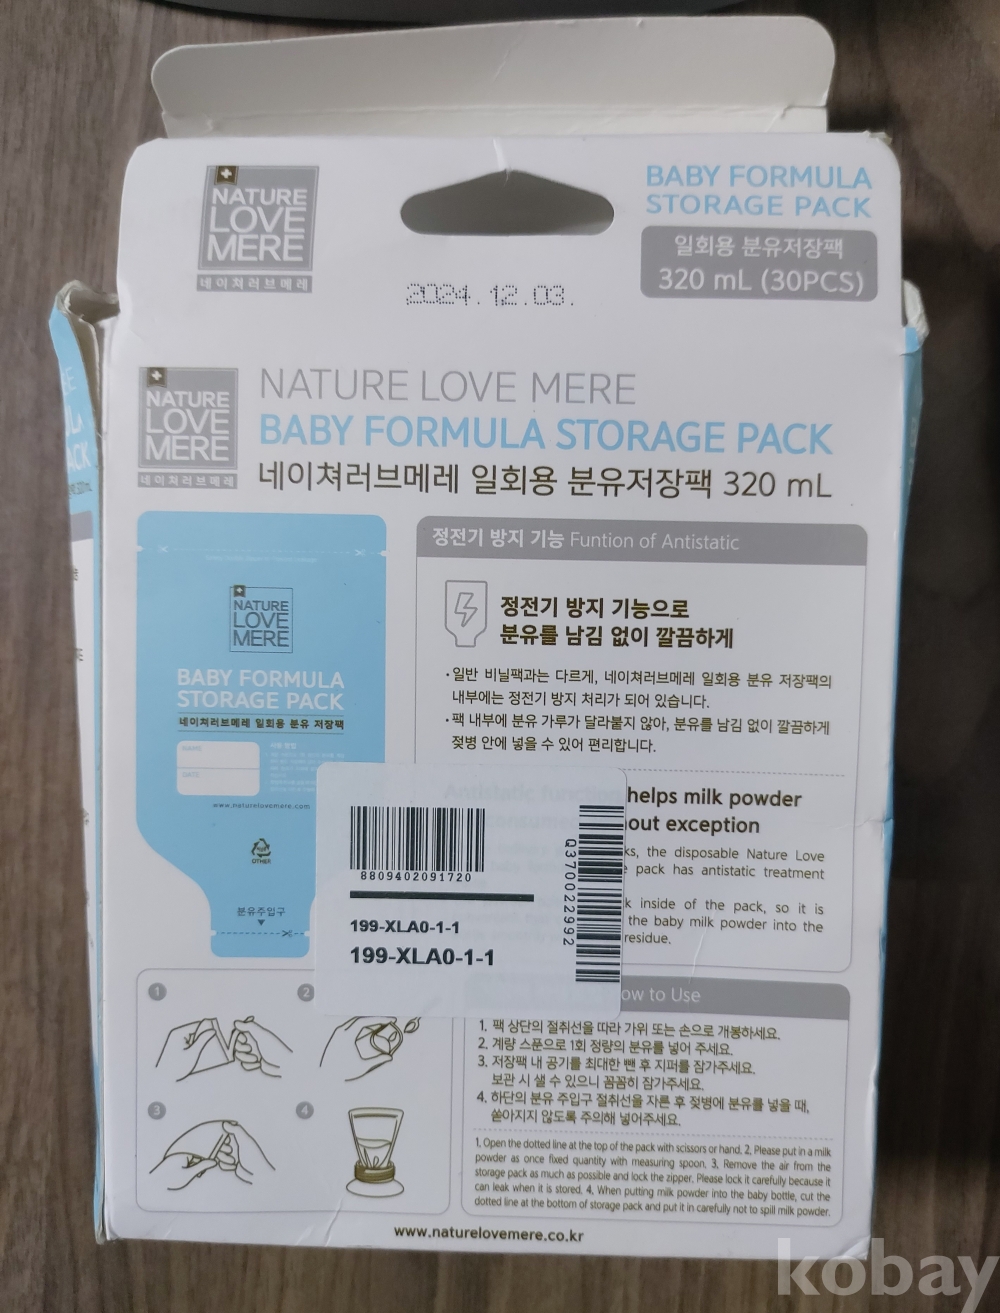 NATURE
LOVE
MERE
네이쳐러브메레
BABY FORMULA
STORAGE PACK
일회용 분유저장팩
320 mL (30PCS)
2024.12.03.
NATURE
LOVE
MERE
네이쳐러브메레
NATURE LOVE MERE
BABY FORMULA STORAGE PACK
네이쳐러브메레 일회용 분유저장팩 320 mL
NATURE
LOVE
MERE
BABY FORMULA
STORAGE PACK
네이쳐러브메레 일회용 분유 저장팩
NAME
DATE
사용 방법
www.naturelovemere.com
OTHER
분유주입구
정전기 방지 기능 Funtion of Antistatic
정전기 방지 기능으로
분유를 남김 없이 깔끔하게
·일반 비닐팩과는 다르게, 네이쳐러브메레 일회용 분유 저장팩의
내부에는 정전기 방지 처리가 되어 있습니다.
·팩 내부에 분유 가루가 달라붙지 않아, 분유를 남김 없이 깔끔하게
젖병 안에 넣을 수 있어 편리합니다.
Antistatic function helps milk powder
out exception
ks, the disposable Nature Love
pack has antistatic treatment
k inside of the pack, so it is
the baby milk powder into the
residue.
8809402091720
199-XLA0-1-1
199-XLA0-1-1
Q370022992
1
2
3
4
ow to Use
1. 팩 상단의 절취선을 따라 가위 또는 손으로 개봉하세요.
2. 계량 스푼으로 1회 정량의 분유를 넣어 주세요.
3. 저장팩 내 공기를 최대한 뺀 후 지퍼를 잠가주세요.
보관 시 샐 수 있으니 꼼꼼히 잠가주세요.
4. 하단의 분유 주입구 절취선을 자른 후 젖병에 분유를 넣을 때,
쏟아지지 않도록 주의해 넣어주세요.
1. Open the dotted line at the top of the pack with scissors or hand. 2. Please put in a milk
powder as once fixed quantity with measuring spoon. 3. Remove the air from the
storage pack as much as possible and lock the zipper. Please lock it carefully because it
can leak when it is stored. 4. When putting milk powder into the baby bottle, cut the
dotted line at the bottom of storage pack and put it in carefully not to spill milk powder.
www.naturelovemere.co.kr
kobay